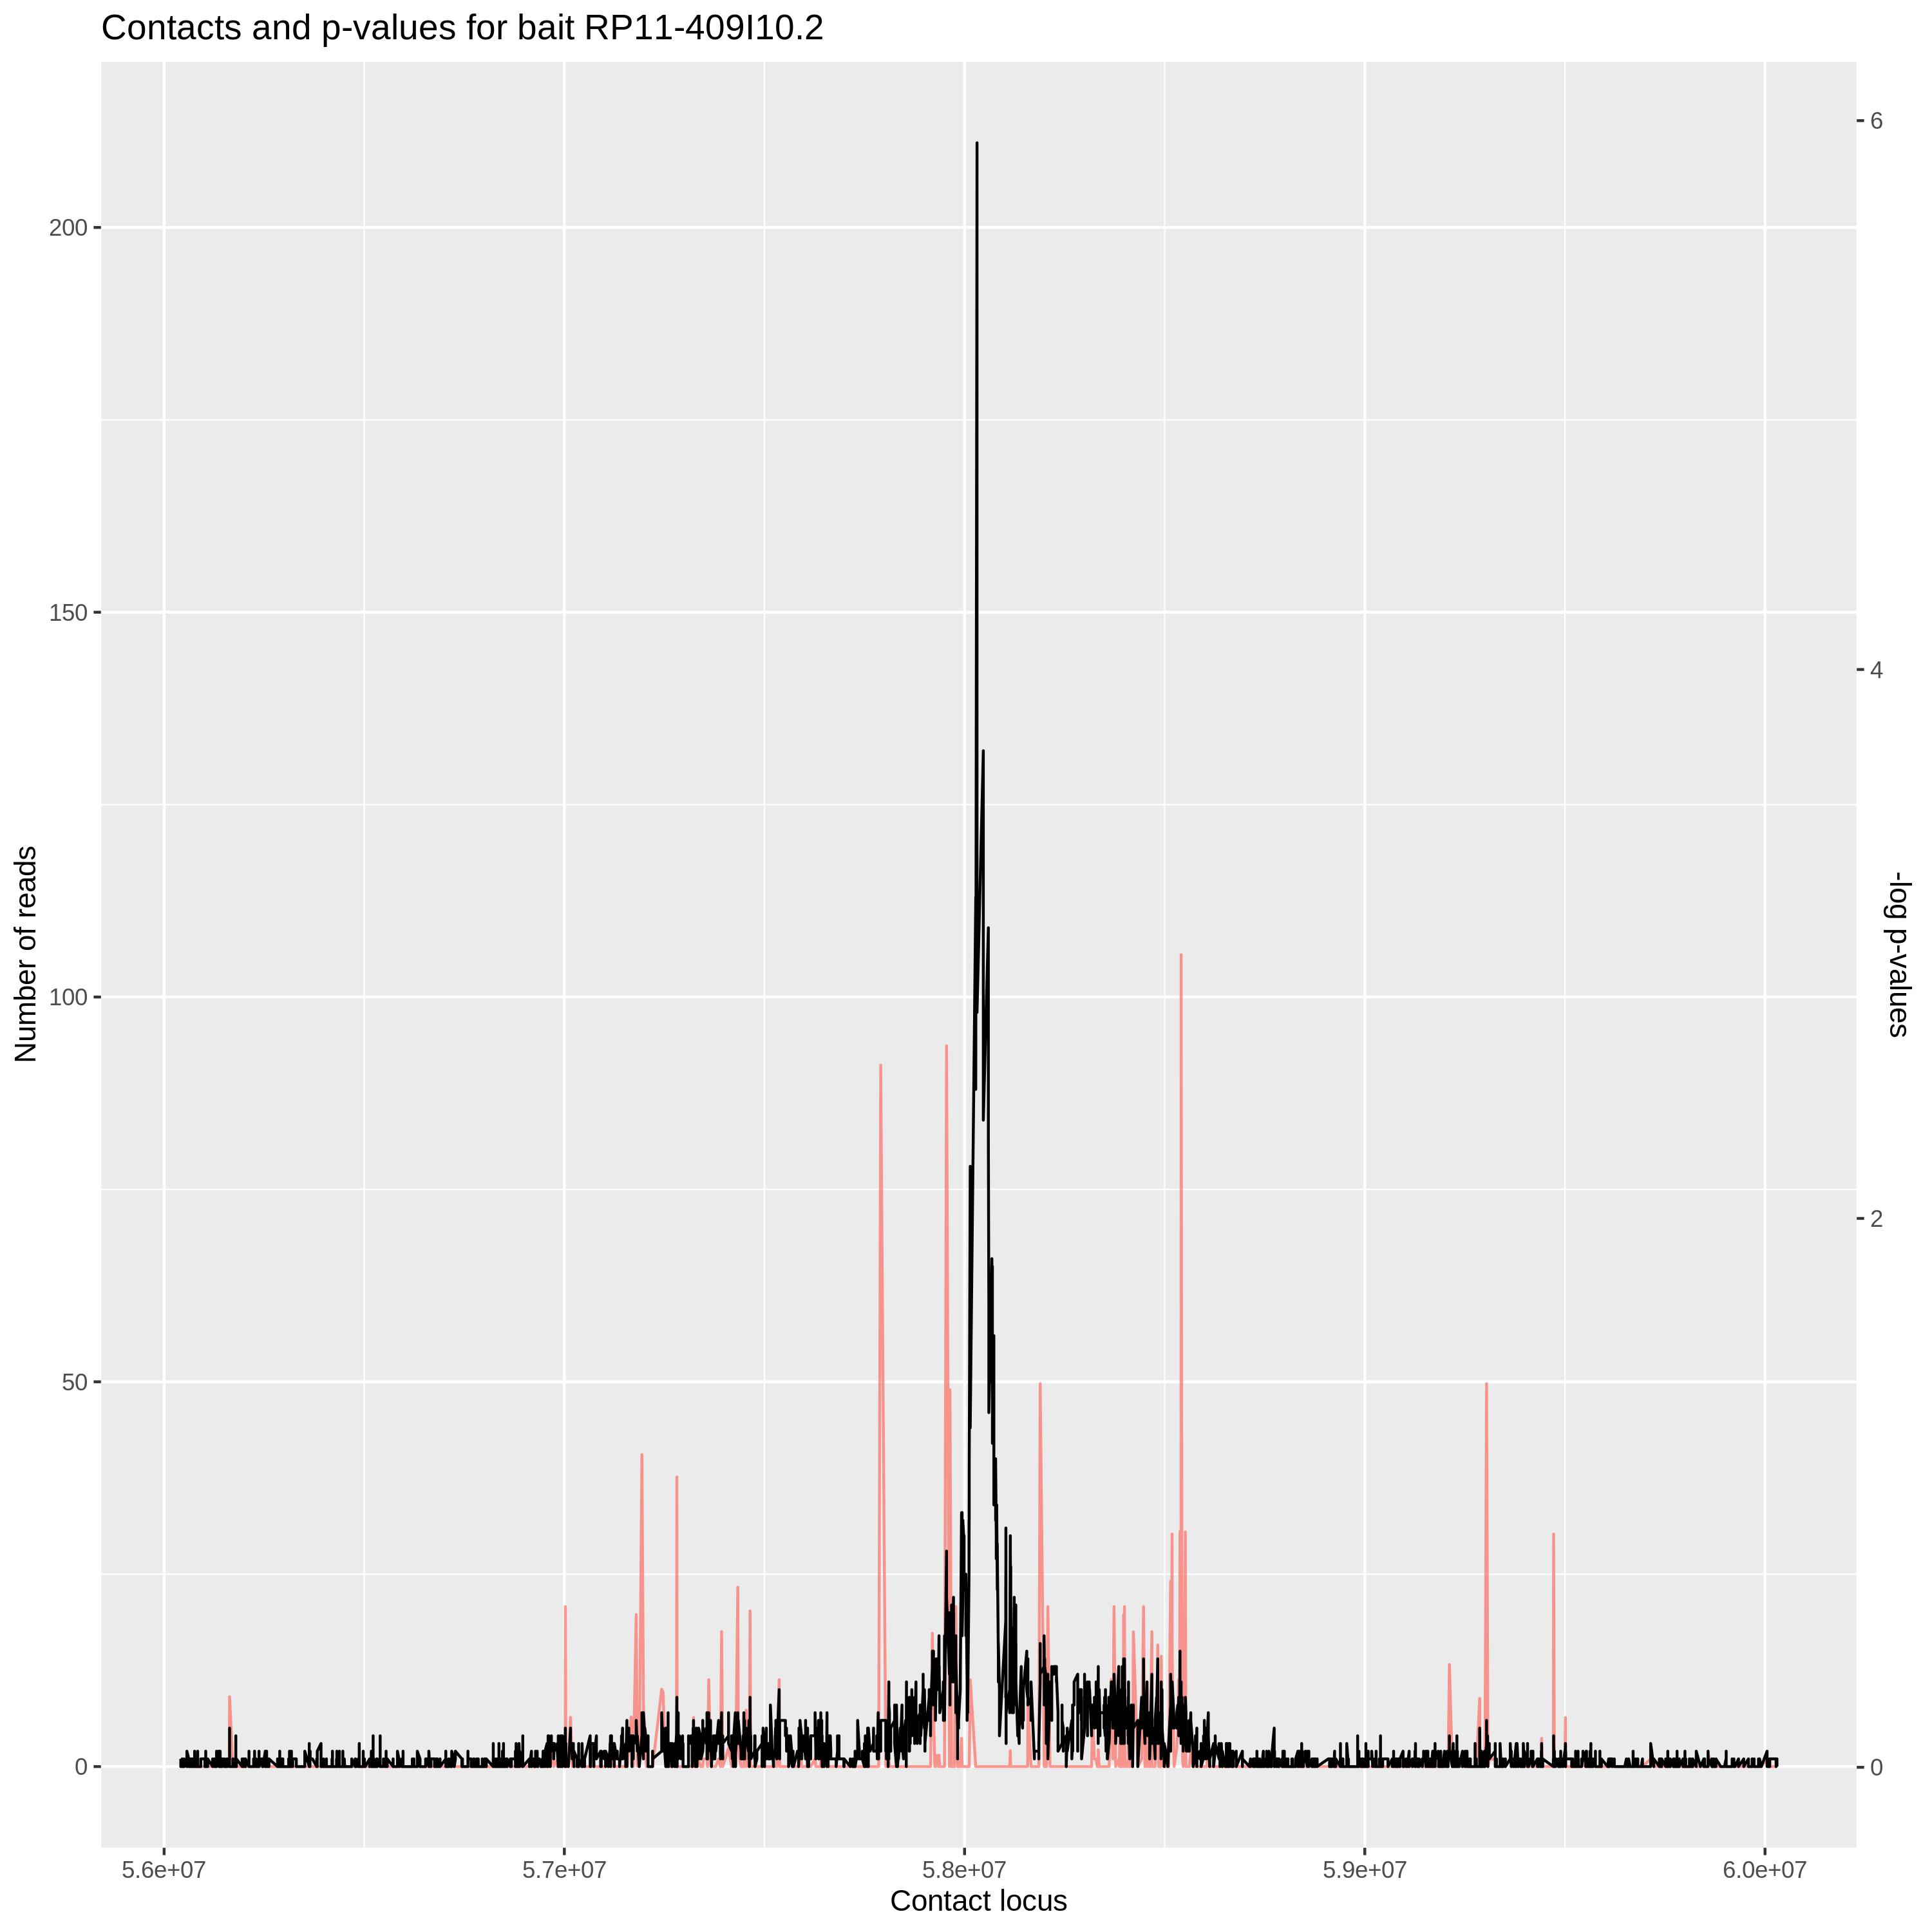 Contacts and p-values for bait RP11-409I10.2
Number of reads
200
150
100
50
0
6
4
2
0
-log p-values
5.6e+07
5.7e+07
5.8e+07
5.9e+07
6.0e+07
Contact locus